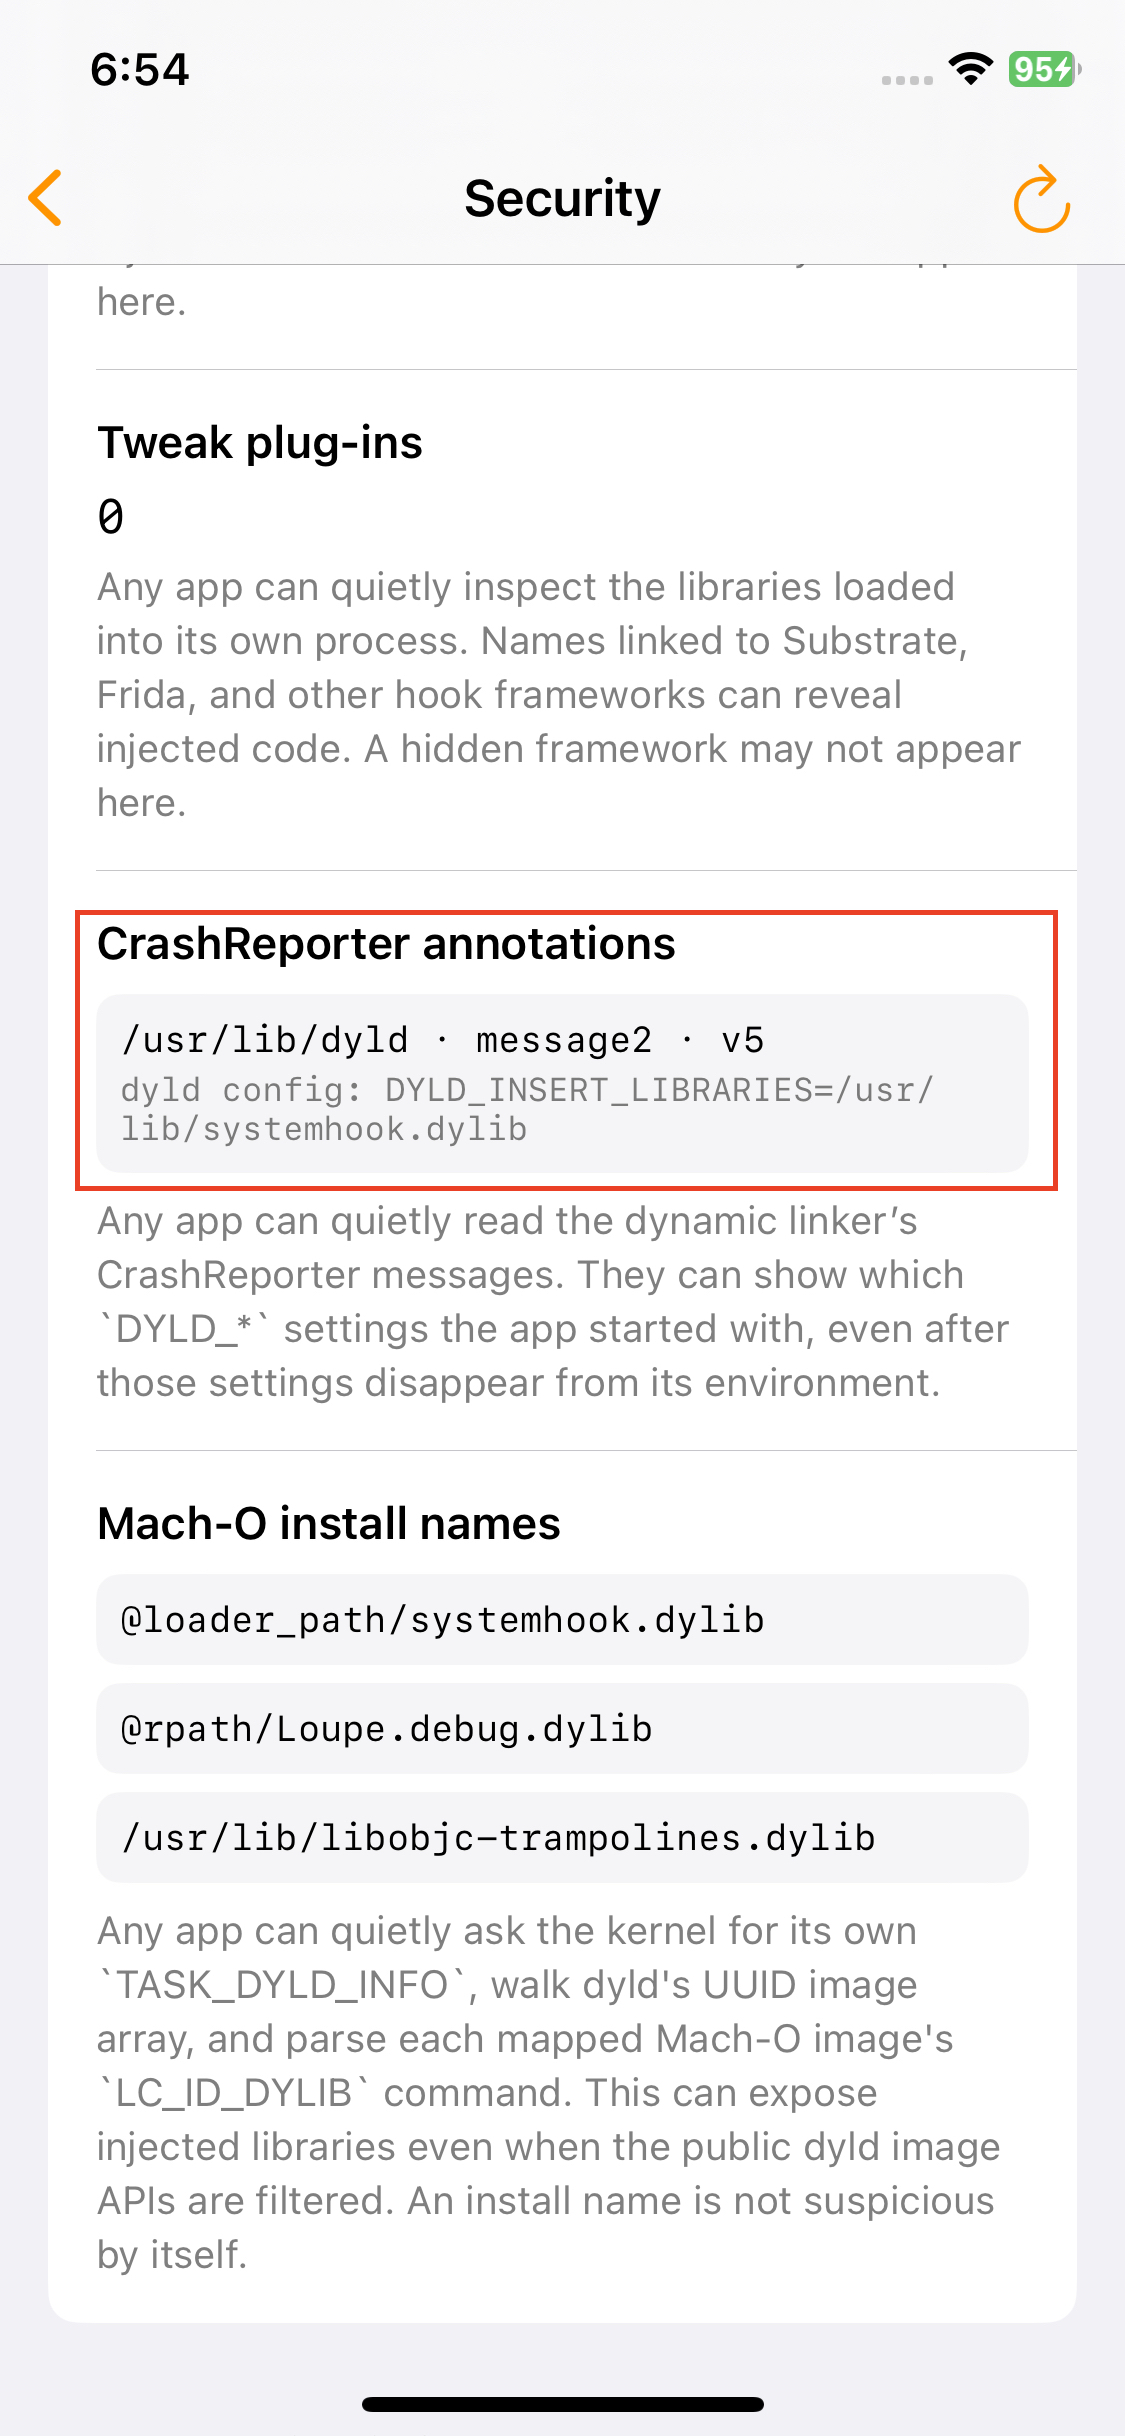 6:54
95
Security
here.
Tweak plug-ins
0
Any app can quietly inspect the libraries loaded
into its own process. Names linked to Substrate,
Frida, and other hook frameworks can reveal
injected code. A hidden framework may not appear
here.
CrashReporter annotations
/usr/lib/dyld · message2 · v5
dyld config: DYLD_INSERT_LIBRARIES=/usr/
lib/systemhook.dylib
Any app can quietly read the dynamic linker’s
CrashReporter messages. They can show which
`DYLD_*` settings the app started with, even after
those settings disappear from its environment.
Mach-O install names
@loader_path/systemhook.dylib
@rpath/Loupe.debug.dylib
/usr/lib/libobjc-trampolines.dylib
Any app can quietly ask the kernel for its own
`TASK_DYLD_INFO`, walk dyld's UUID image
array, and parse each mapped Mach-O image's
`LC_ID_DYLIB` command. This can expose
injected libraries even when the public dyld image
APIs are filtered. An install name is not suspicious
by itself.